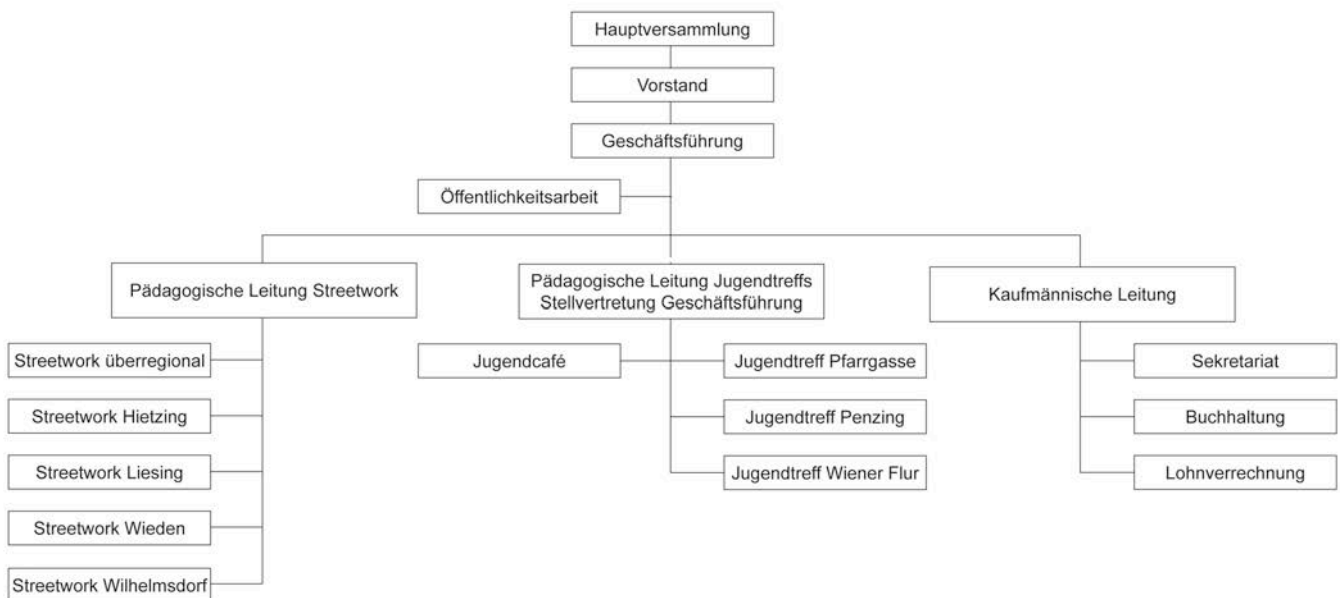 Hauptversammlung
Vorstand
Geschäftsführung
Öffentlichkeitsarbeit
Pädagogische Leitung Streetwork
Pädagogische Leitung Jugendtreffs
Stellvertretung Geschäftsführung
Kaufmännische Leitung
Streetwork überregional
Streetwork Hietzing
Streetwork Liesing
Streetwork Wieden
Streetwork Wilhelmsdorf
Jugendcafé
Jugendtreff Pfarrgasse
Jugendtreff Penzing
Jugendtreff Wiener Flur
Sekretariat
Buchhaltung
Lohnverrechnung